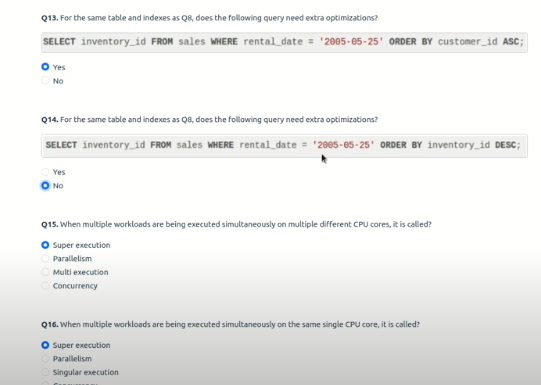 Q13. For the same table and indexes as Q8, does the following query need extra optimizations?
SELECT inventory_id FROM sales WHERE rental_date = '2005-05-25' ORDER BY customer_id ASC;
Yes
No
Q14. For the same table and indexes as Q8, does the following query need extra optimizations?
SELECT inventory_id FROM sales WHERE rental_date = '2005-05-25' ORDER BY inventory_id DESC;
Yes
No
Q15. When multiple workloads are being executed simultaneously on multiple different CPU cores, it is called?
Super execution
Parallelism
Multi execution
Concurrency
Q16. When multiple workloads are being executed simultaneously on the same single CPU core, it is called?
Super execution
Parallelism
Singular execution
Concurrency